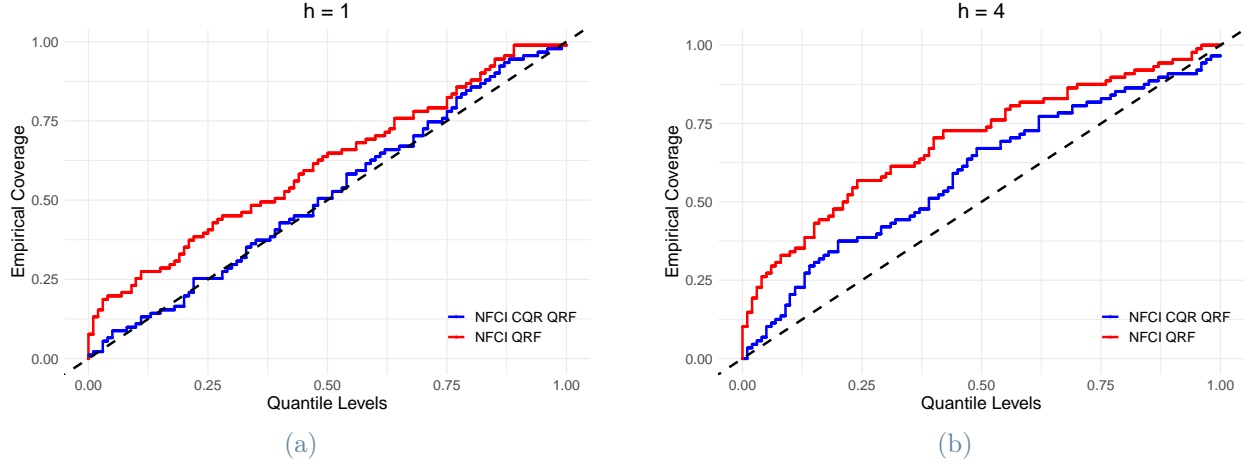 h = 1
Empirical Coverage
1.00
0.75
0.50
0.25
0.00
NFCI CQR QRF
NFCI QRF
0.00 0.25 0.50 0.75 1.00
Quantile Levels
(a)
h = 4
Empirical Coverage
1.00
0.75
0.50
0.25
0.00
NFCI CQR QRF
NFCI QRF
0.00 0.25 0.50 0.75 1.00
Quantile Levels
(b)